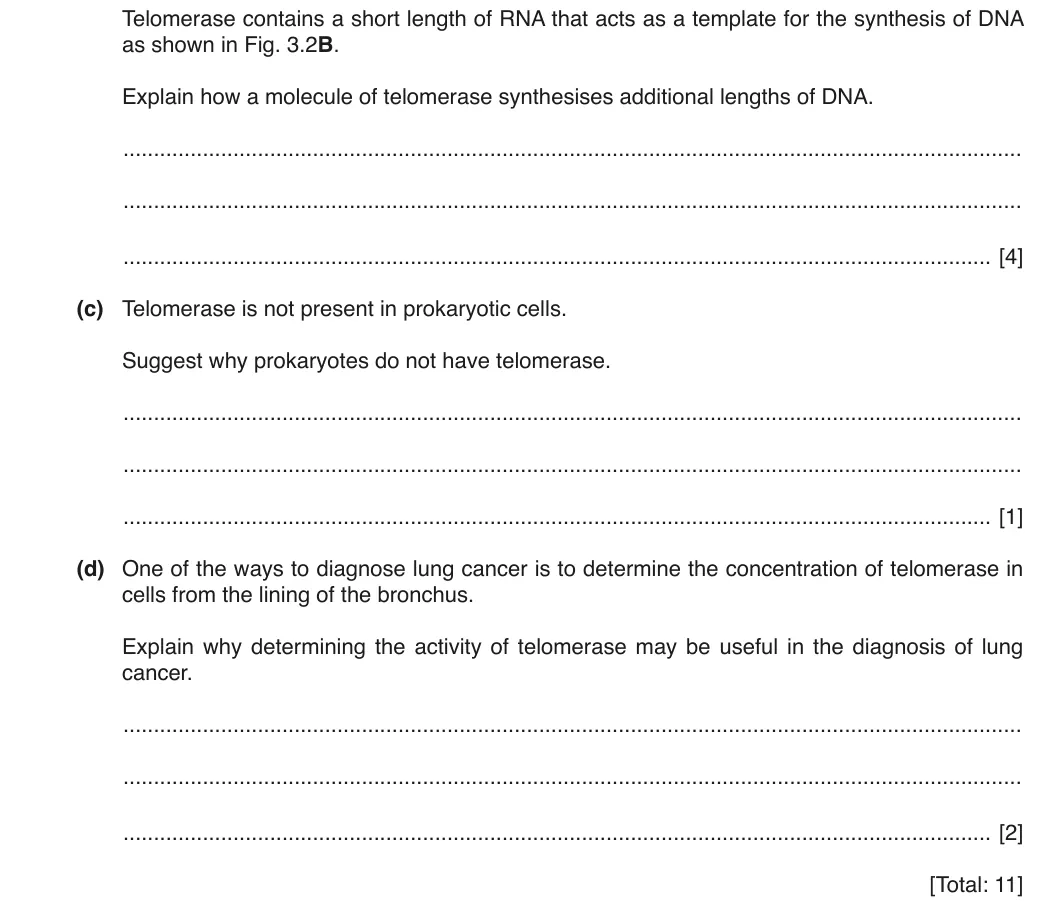 Telomerase contains a short length of RNA that acts as a template for the synthesis of DNA
as shown in Fig. 3.2B.
Explain how a molecule of telomerase synthesises additional lengths of DNA.
..........................................................................................................................................................
..........................................................................................................................................................
.................................................................................................................................................... [4]
(c) Telomerase is not present in prokaryotic cells.
Suggest why prokaryotes do not have telomerase.
..........................................................................................................................................................
..........................................................................................................................................................
.................................................................................................................................................... [1]
(d) One of the ways to diagnose lung cancer is to determine the concentration of telomerase in
cells from the lining of the bronchus.
Explain why determining the activity of telomerase may be useful in the diagnosis of lung
cancer.
..........................................................................................................................................................
..........................................................................................................................................................
.................................................................................................................................................... [2]
[Total: 11]